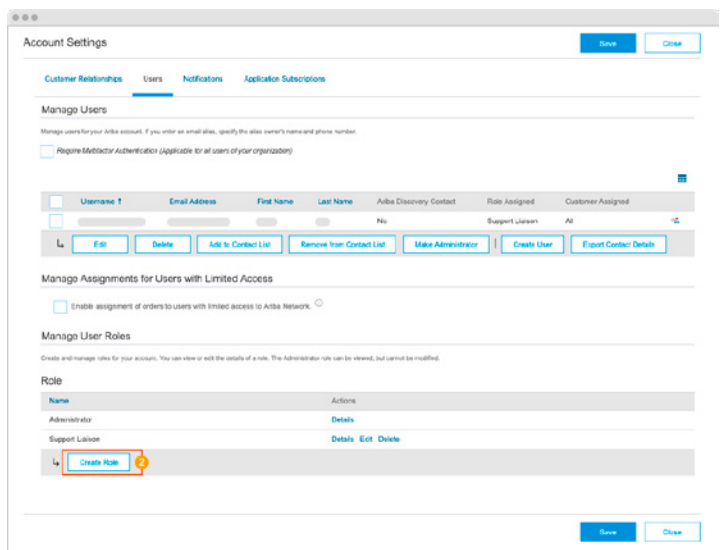 Account Settings
Save
Close
Customer Relationships Users Notifications Application Subscriptions
Manage Users
Manage users for your Ariba account. If you enter an email alias, specify the alias owner's name and phone number.
Require Multifactor Authentication (Applicable for all users of your organization)
Username ↑ Email Address First Name Last Name Ariba Discovery Contact Role Assigned Customer Assigned
No Support Liaison All
Edit Delete Add to Contact List Remove from Contact List Make Administrator | Create User Export Contact Details
Manage Assignments for Users with Limited Access
Enable assignment of orders to users with limited access to Ariba Network.
Manage User Roles
Create and manage roles for your account. You can view or edit the details of a role. The Administrator role can be viewed, but cannot be modified.
Role
Name Actions
Administrator Details
Support Liaison Details Edit Delete
Create Role 2
Save Close